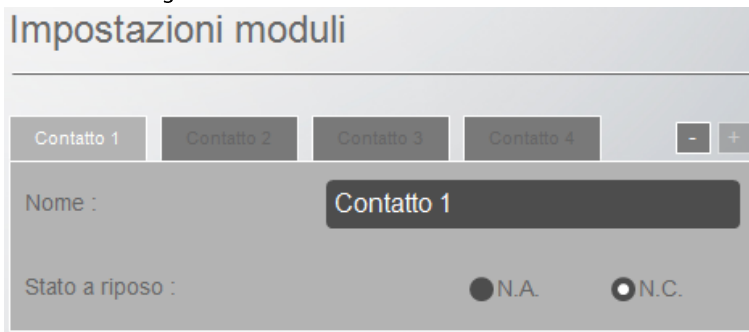 Impostazioni moduli
Contatto 1 Contatto 2 Contatto 3 Contatto 4 - +
Nome : Contatto 1
Stato a riposo : N.A. N.C.